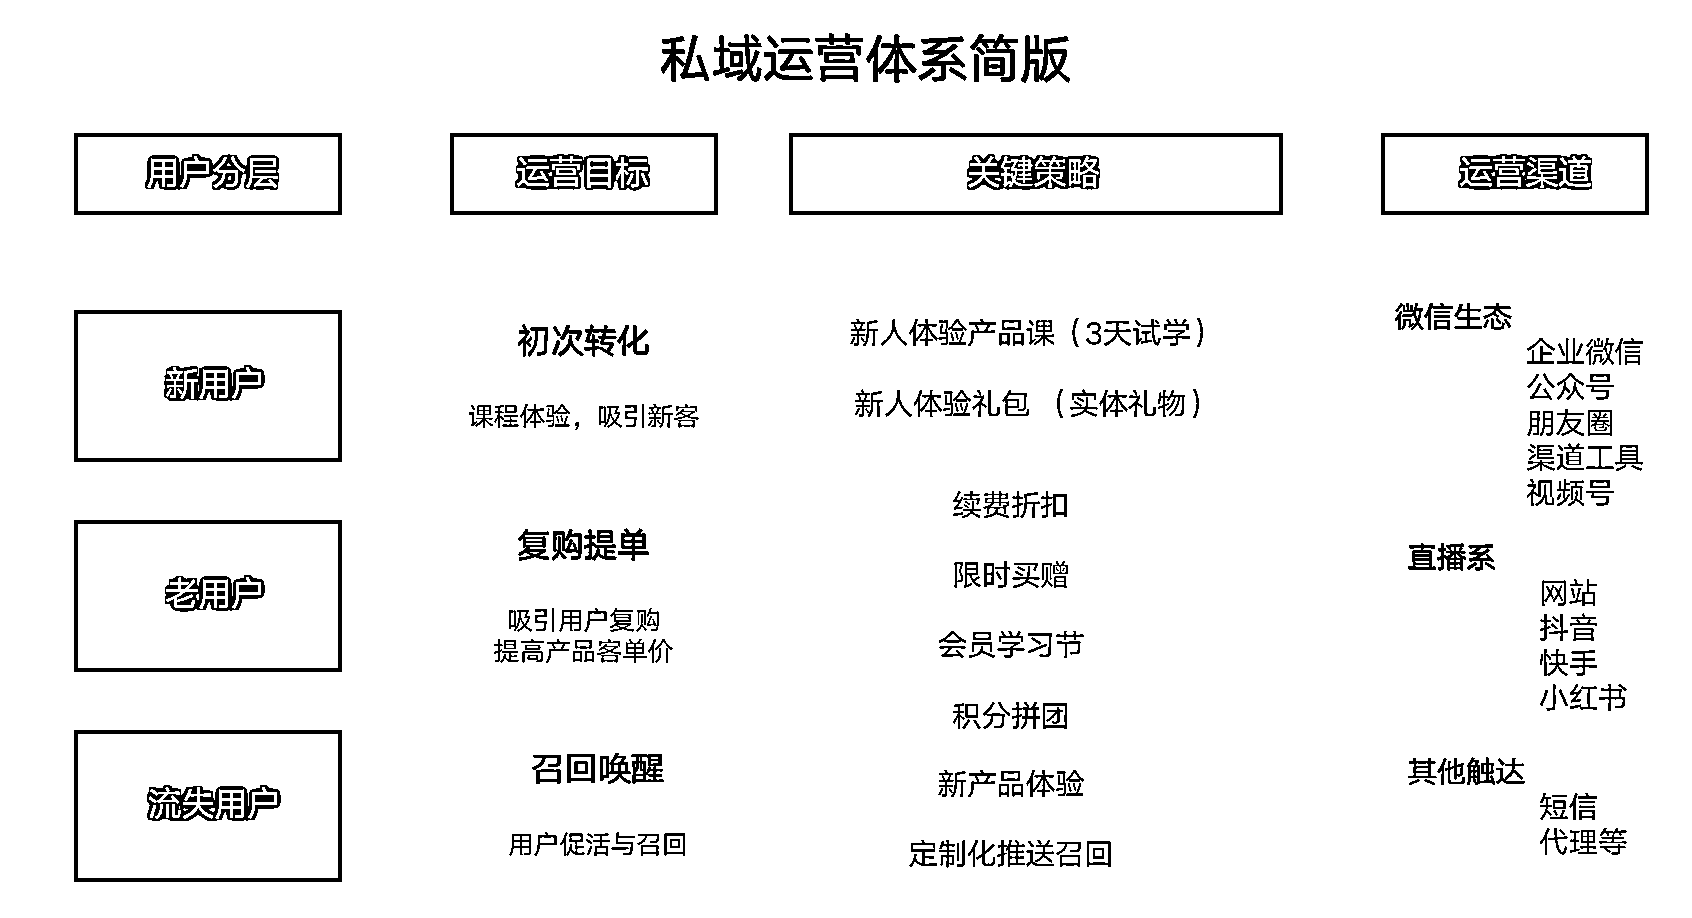 私域运营体系简版
用户分层
运营目标
关键策略
运营渠道
新用户
初次转化
课程体验，吸引新客
新人体验产品课（3天试学）
新人体验礼包 （实体礼物）
老用户
复购提单
吸引用户复购
提高产品客单价
续费折扣
限时买赠
会员学习节
积分拼团
流失用户
召回唤醒
用户促活与召回
新产品体验
定制化推送召回
微信生态
企业微信
公众号
朋友圈
渠道工具
视频号
直播系
网站
抖音
快手
小红书
其他触达
短信
代理等